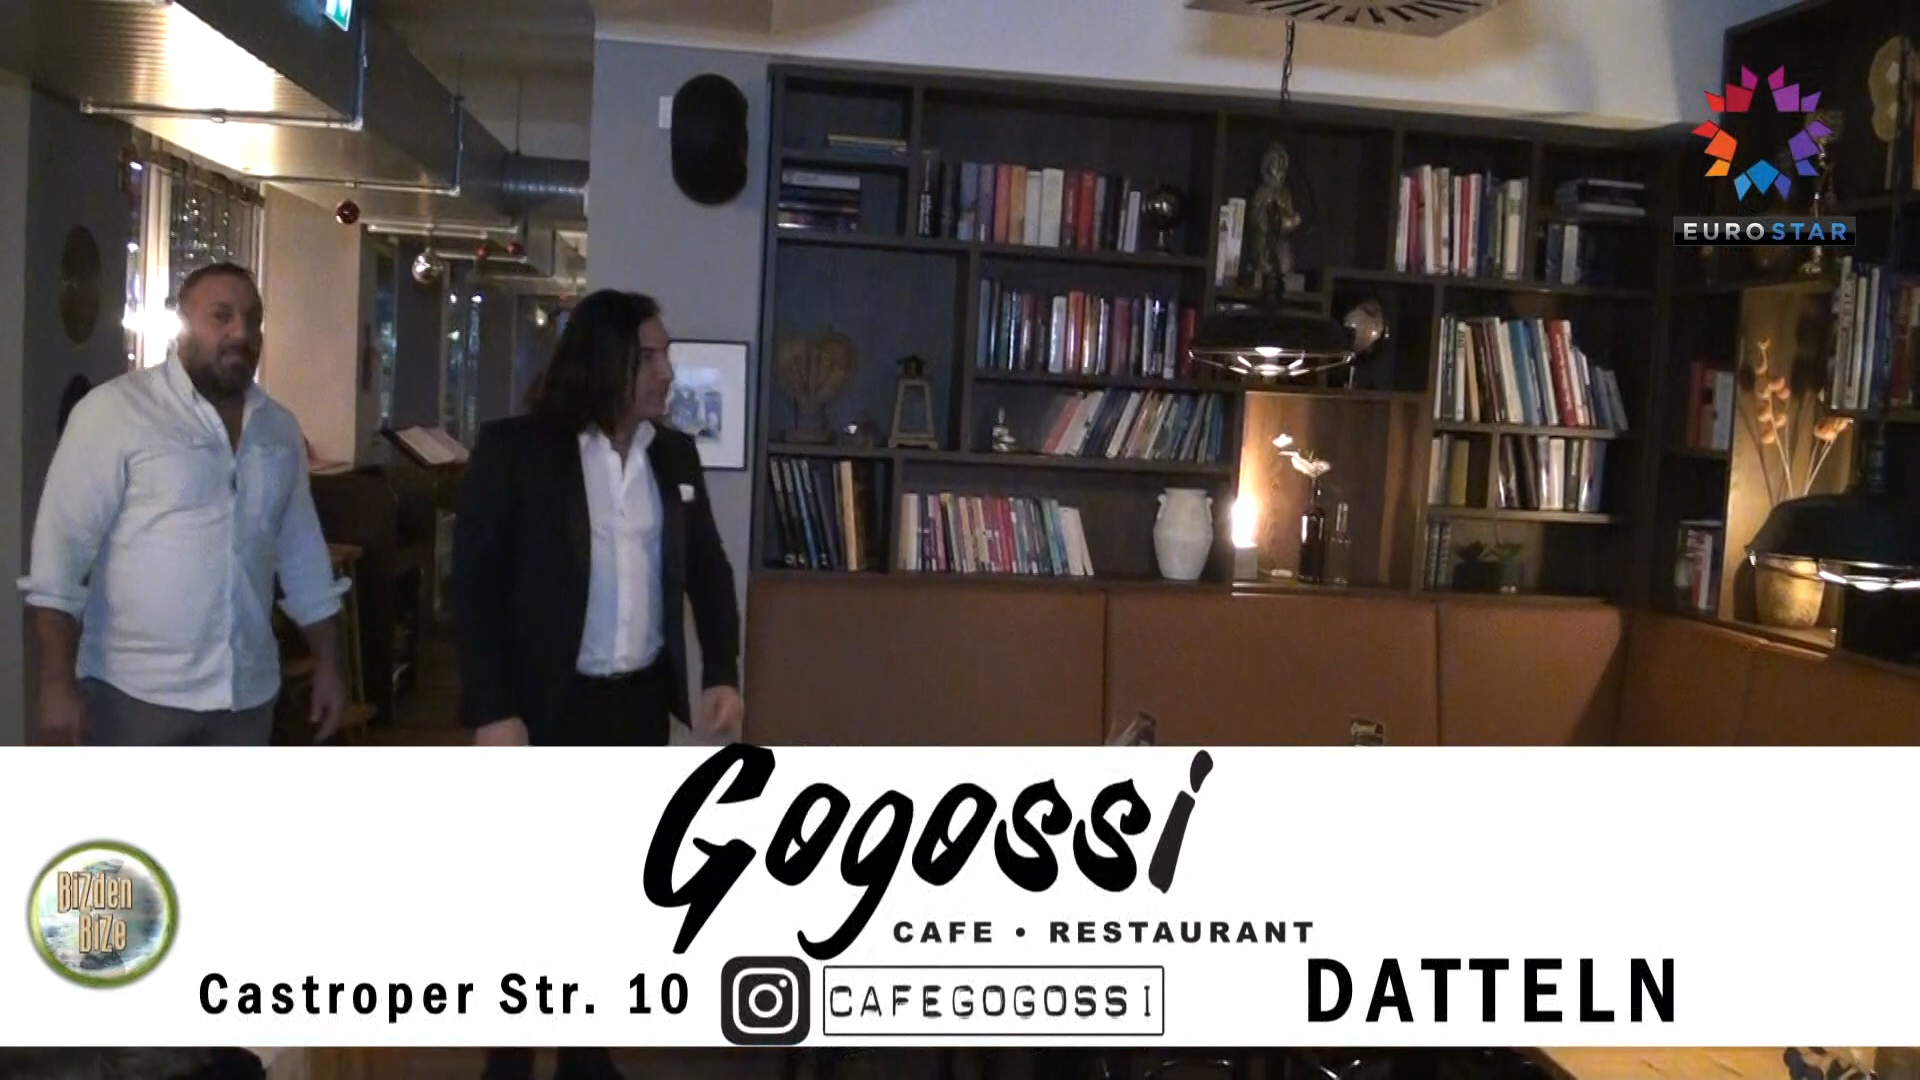 EUROSTAR
Gogossi
CAFE • RESTAURANT
BiZden
BiZe
Castroper Str. 10
CAFEGOGOSSI
DATTELN